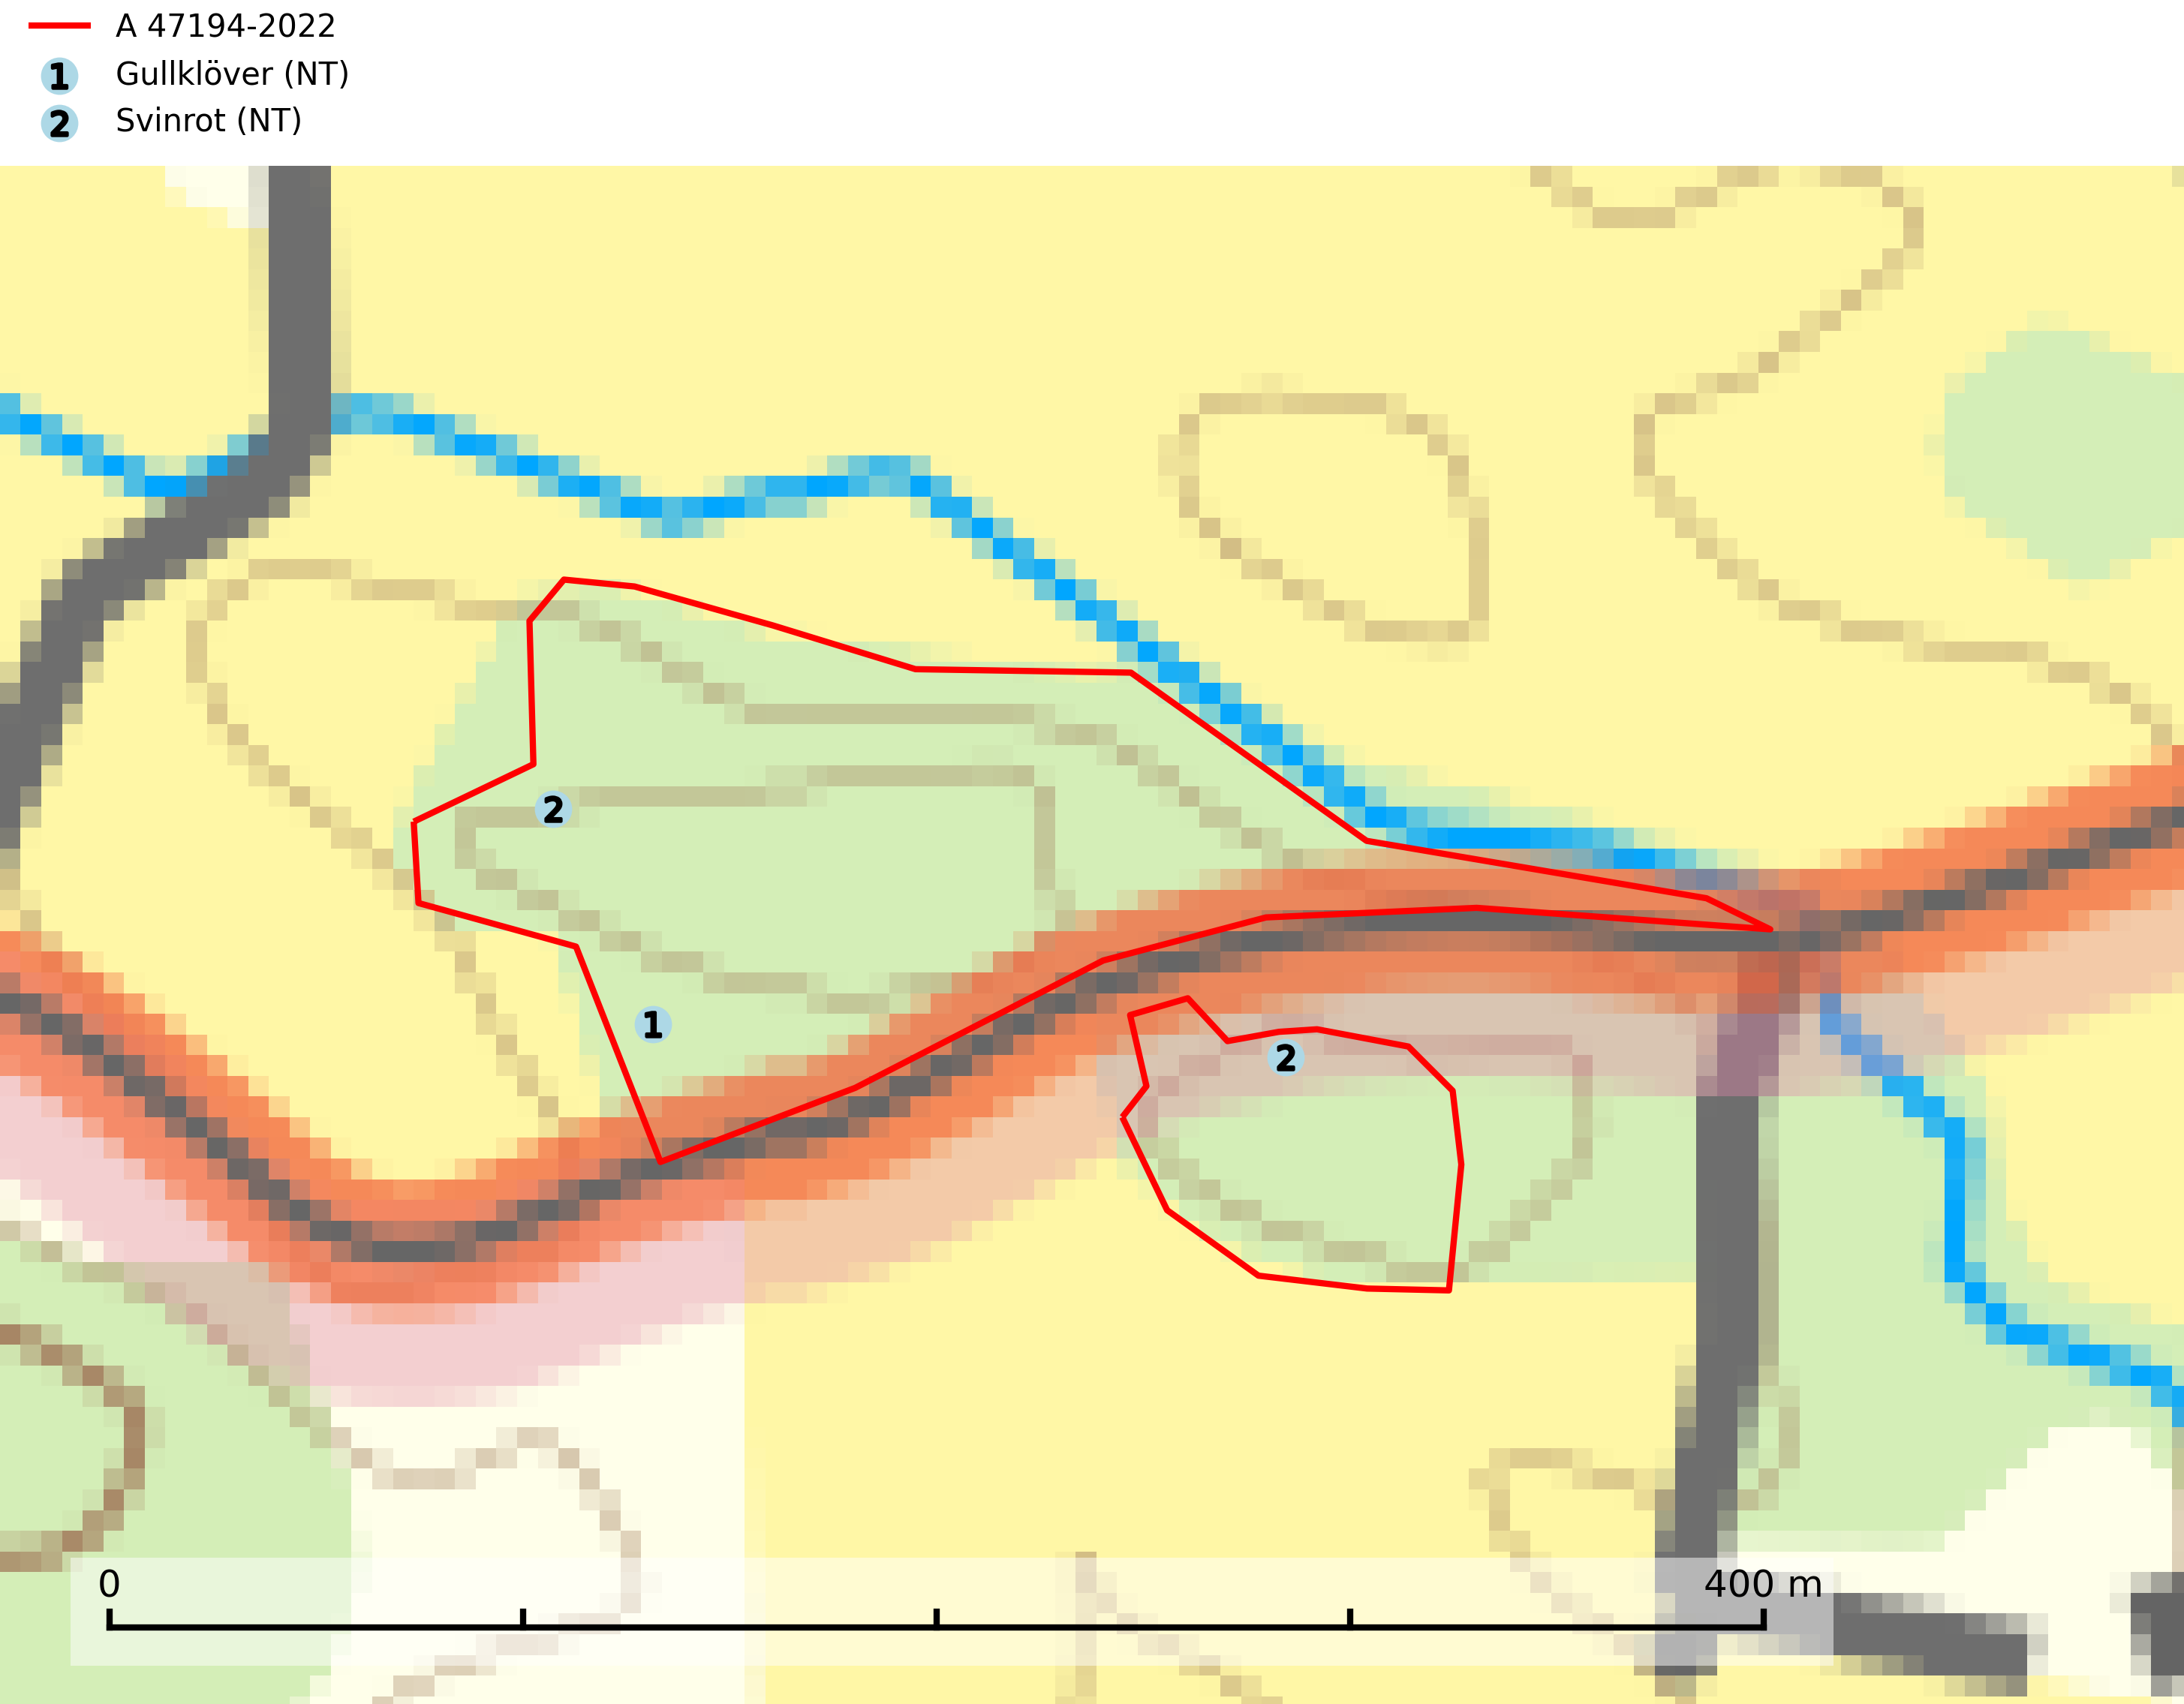 A 47194-2022
1 Gullklöver (NT)
2 Svinrot (NT)
2
1
2
0 400 m